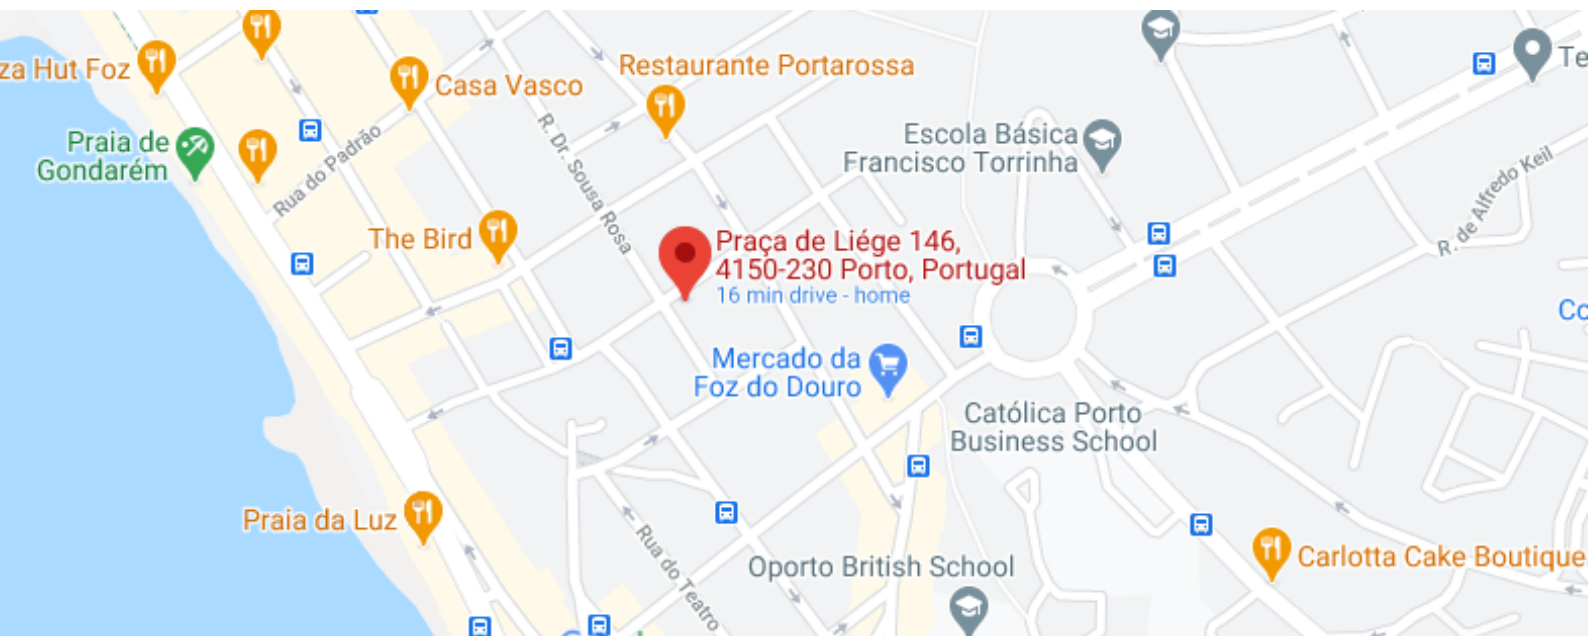 za Hut Foz
Casa Vasco
Restaurante Portarossa
Te
Praia de
Gondarém
Rua do Padrão
R. Dr. Sousa Rosa
Escola Básica
Francisco Torrinha
R. de Alfredo Keil
The Bird
Praça de Liége 146,
4150-230 Porto, Portugal
16 min drive - home
Co
Mercado da
Foz do Douro
Católica Porto
Business School
Praia da Luz
Rua do Teatro
Oporto British School
Carlotta Cake Boutique